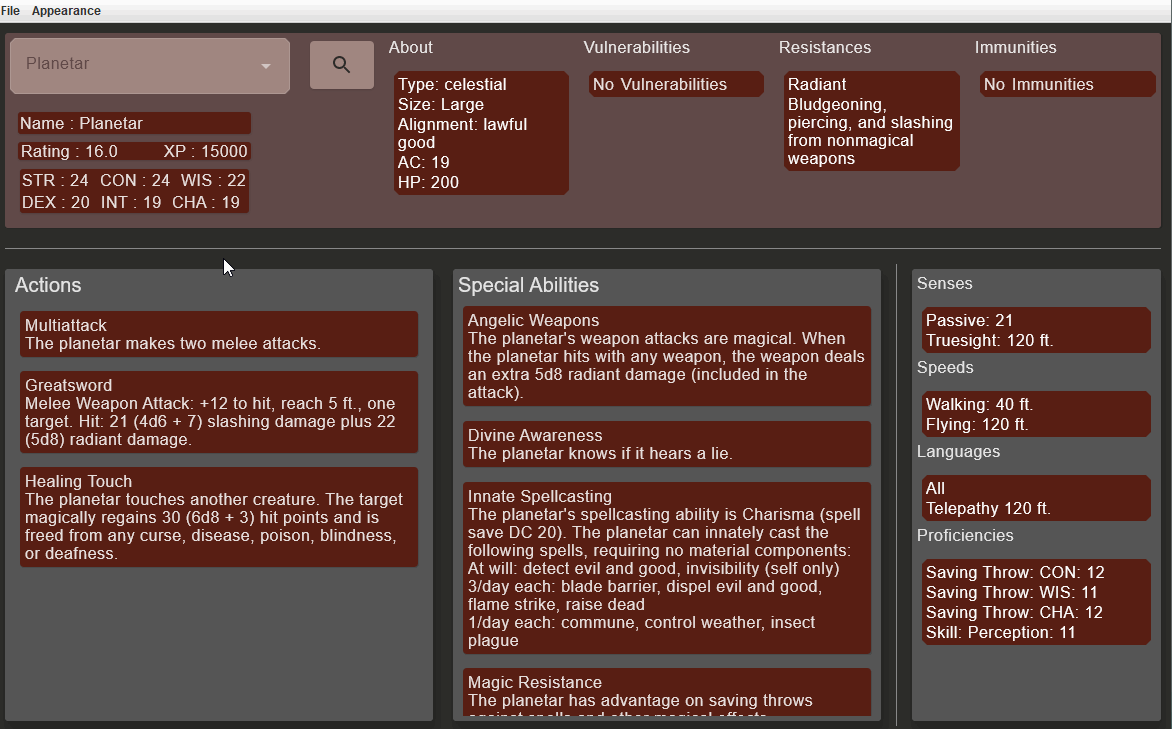 File Appearance
Planetar
Name : Planetar
Rating : 16.0 XP : 15000
STR : 24 CON : 24 WIS : 22
DEX : 20 INT : 19 CHA : 19
About
Type: celestial
Size: Large
Alignment: lawful
good
AC: 19
HP: 200
Vulnerabilities
No Vulnerabilities
Resistances
Radiant
Bludgeoning,
piercing, and slashing
from nonmagical
weapons
Immunities
No Immunities
Actions
Multiattack
The planetar makes two melee attacks.
Greatsword
Melee Weapon Attack: +12 to hit, reach 5 ft., one
target. Hit: 21 (4d6 + 7) slashing damage plus 22
(5d8) radiant damage.
Healing Touch
The planetar touches another creature. The target
magically regains 30 (6d8 + 3) hit points and is
freed from any curse, disease, poison, blindness,
or deafness.
Special Abilities
Angelic Weapons
The planetar's weapon attacks are magical. When
the planetar hits with any weapon, the weapon deals
an extra 5d8 radiant damage (included in the
attack).
Divine Awareness
The planetar knows if it hears a lie.
Innate Spellcasting
The planetar's spellcasting ability is Charisma (spell
save DC 20). The planetar can innately cast the
following spells, requiring no material components:
At will: detect evil and good, invisibility (self only)
3/day each: blade barrier, dispel evil and good,
flame strike, raise dead
1/day each: commune, control weather, insect
plague
Magic Resistance
The planetar has advantage on saving throws
against spells and other magical effects.
Senses
Passive: 21
Truesight: 120 ft.
Speeds
Walking: 40 ft.
Flying: 120 ft.
Languages
All
Telepathy 120 ft.
Proficiencies
Saving Throw: CON: 12
Saving Throw: WIS: 11
Saving Throw: CHA: 12
Skill: Perception: 11